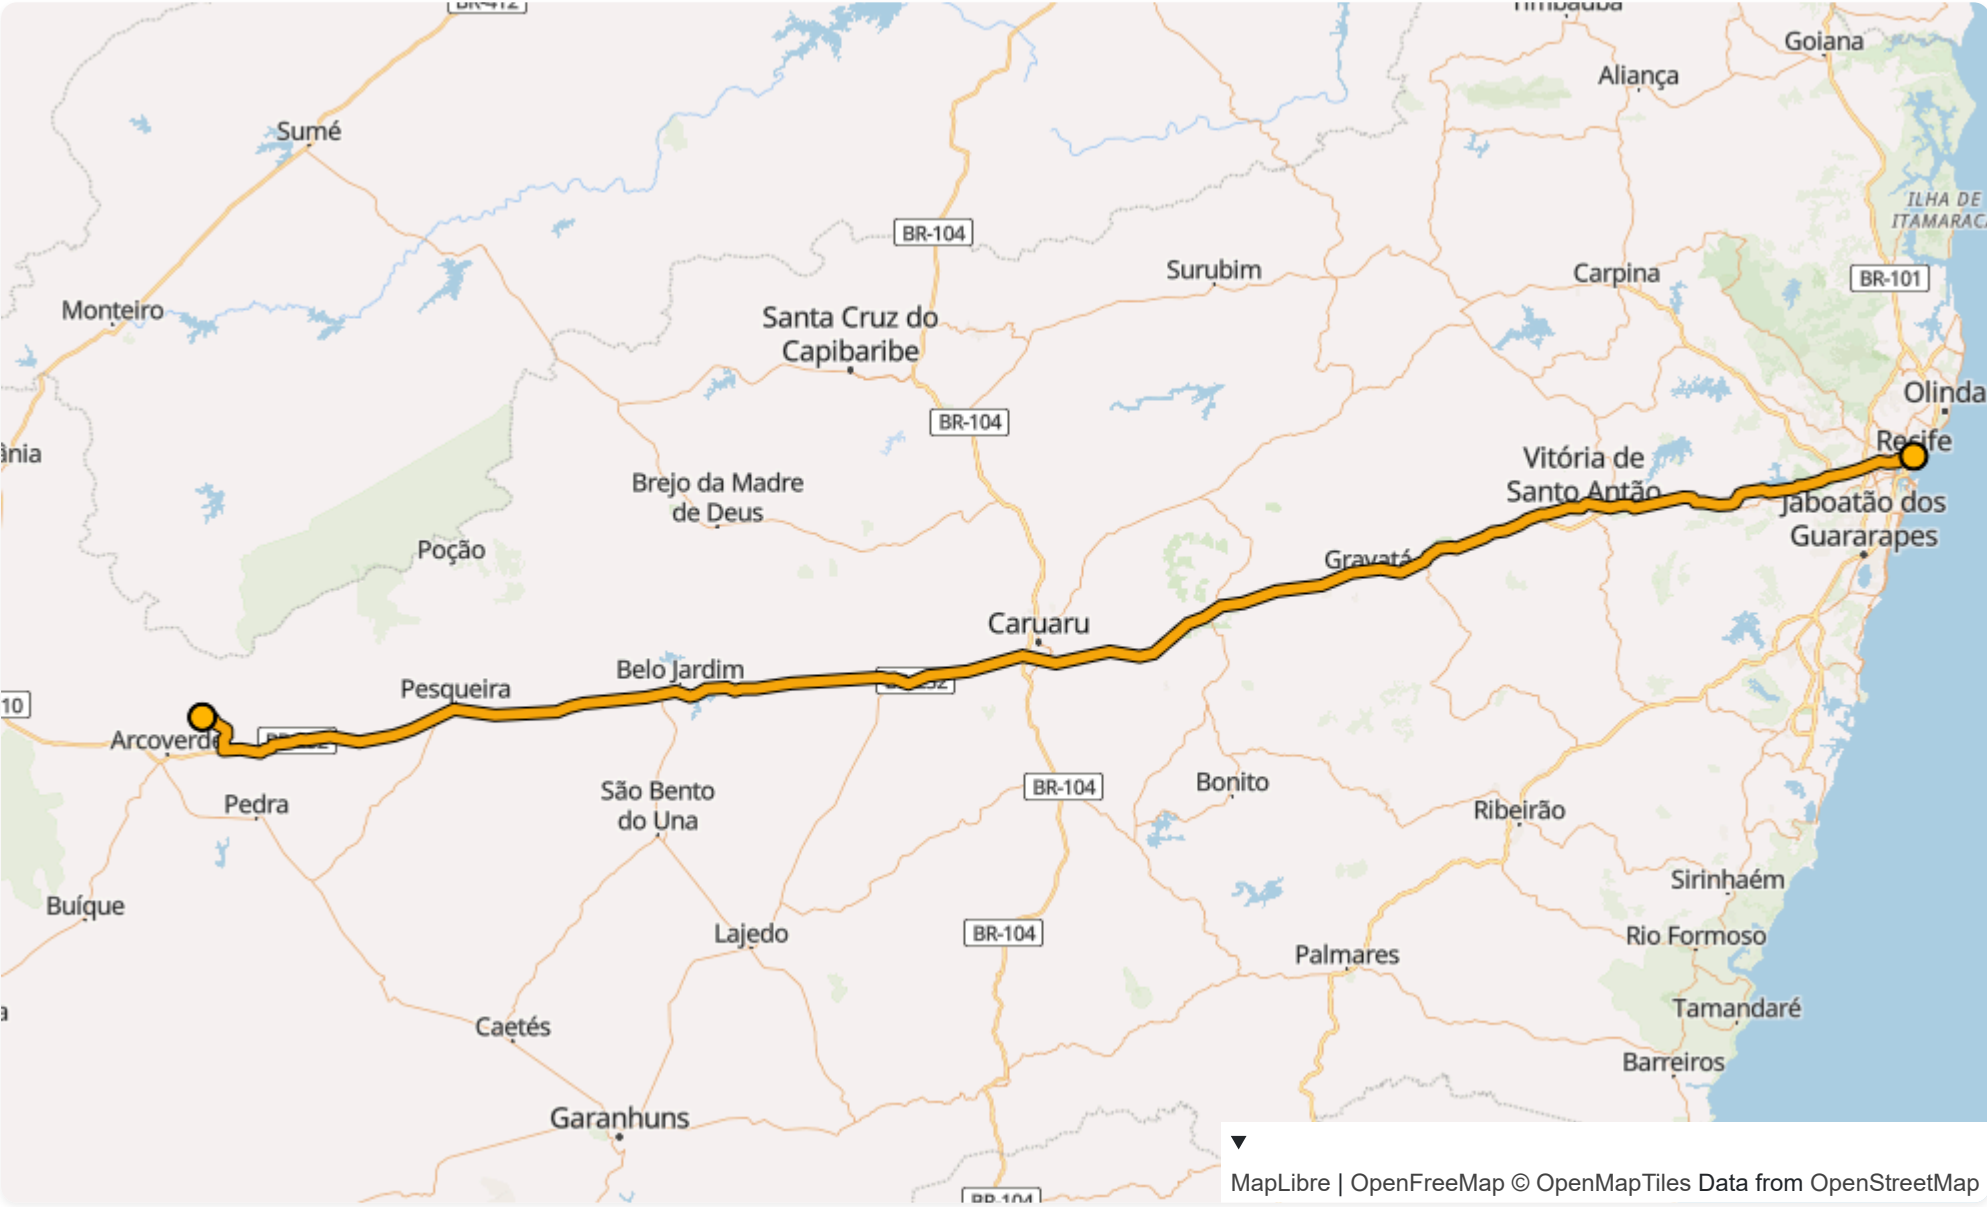 BR-412
Timbaúba
Goiana
Aliança
Sumé
ILHA DE
BR-104
Surubim
Carpina
BR-101
Monteiro
Santa Cruz do
Capibaribe
Olinda
BR-104
Recife
Vitória de
Santo Antão
Brejo da Madre
de Deus
Jaboatão dos
Guararapes
Poção
Gravatá
Caruaru
Belo Jardim
Pesqueira
10
Arcoverde
Pedra
São Bento
do Una
BR-104
Bonito
Ribeirão
Sirinhaém
Buíque
Lajedo
BR-104
Rio Formoso
Palmares
Tamandaré
Caetés
Barreiros
Garanhuns
▼
MapLibre | OpenFreeMap © OpenMapTiles Data from OpenStreetMap
BR-104